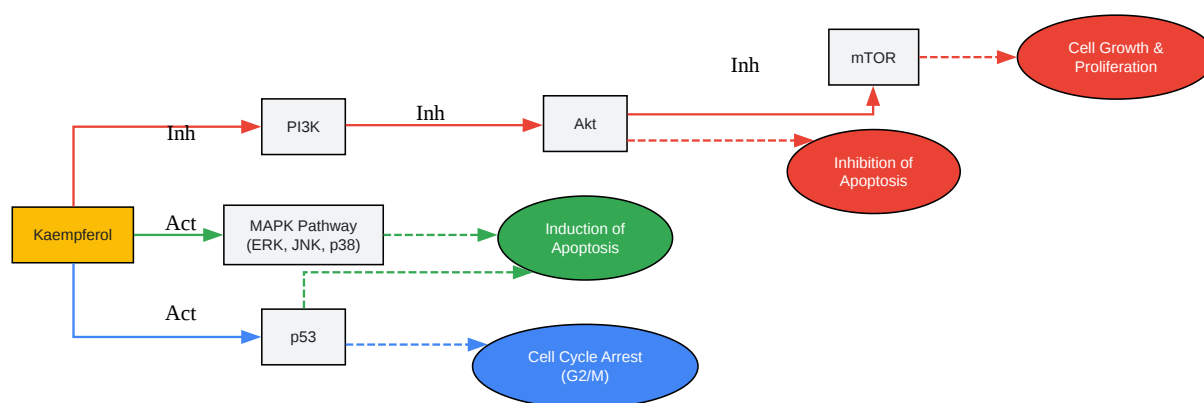 Cell Growth &
Proliferation
mTOR
Inh
PI3K
Inh
Akt
Inh
Inhibition of
Apoptosis
Kaempferol
Act
MAPK Pathway
(ERK, JNK, p38)
Induction of
Apoptosis
Act
p53
Cell Cycle Arrest
(G2/M)